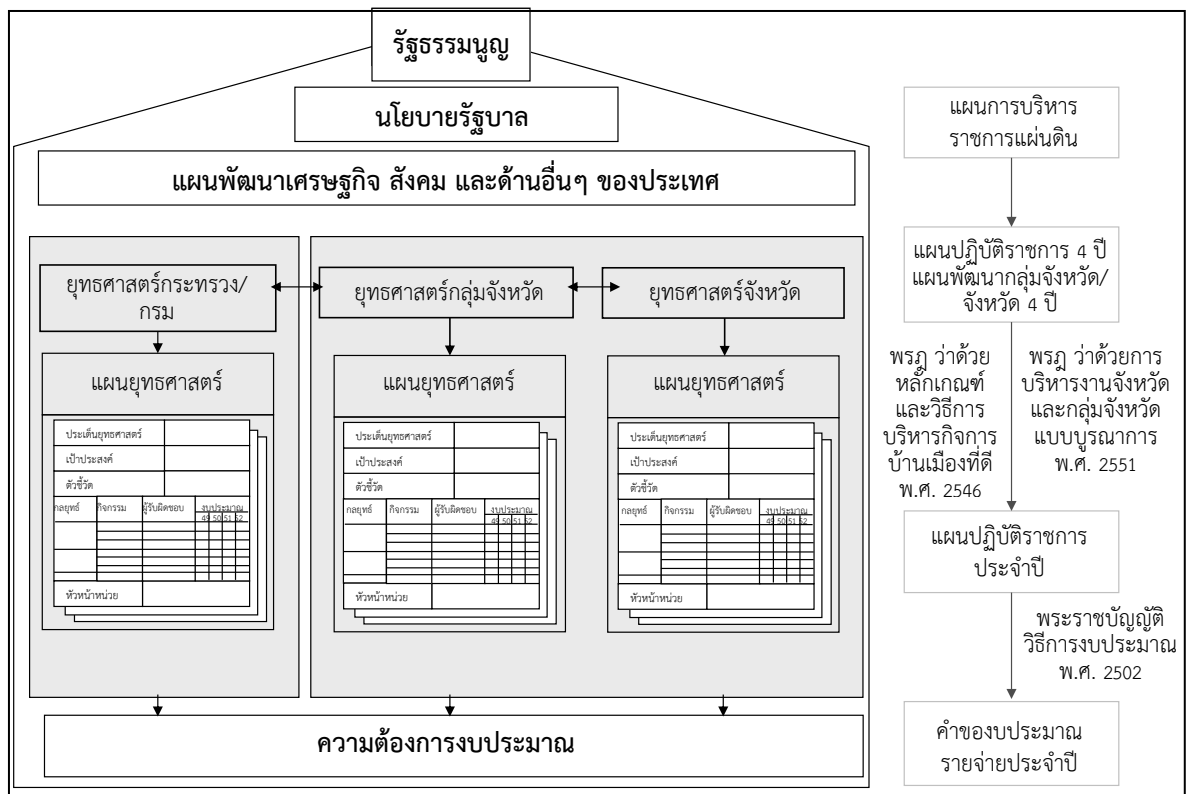 รัฐธรรมนูญ
นโยบายรัฐบาล
แผนพัฒนาเศรษฐกิจ สังคม และด้านอื่นๆ ของประเทศ
ยุทธศาสตร์กระทรวง/
กรม
ยุทธศาสตร์กลุ่มจังหวัด
ยุทธศาสตร์จังหวัด
แผนยุทธศาสตร์
ประเด็นยุทธศาสตร์
เป้าประสงค์
ตัวชี้วัด
กลยุทธ์ กิจกรรม ผู้รับผิดชอบ งบประมาณ
49 50 51 52
หัวหน้าหน่วย
แผนยุทธศาสตร์
ประเด็นยุทธศาสตร์
เป้าประสงค์
ตัวชี้วัด
กลยุทธ์ กิจกรรม ผู้รับผิดชอบ งบประมาณ
49 50 51 52
หัวหน้าหน่วย
แผนยุทธศาสตร์
ประเด็นยุทธศาสตร์
เป้าประสงค์
ตัวชี้วัด
กลยุทธ์ กิจกรรม ผู้รับผิดชอบ งบประมาณ
49 50 51 52
หัวหน้าหน่วย
ความต้องการงบประมาณ
แผนการบริหาร
ราชการแผ่นดิน
แผนปฏิบัติราชการ 4 ปี
แผนพัฒนากลุ่มจังหวัด/
จังหวัด 4 ปี
พรฎ ว่าด้วย
หลักเกณฑ์
และวิธีการ
บริหารกิจการ
บ้านเมืองที่ดี
พ.ศ. 2546
พรฎ ว่าด้วยการ
บริหารงานจังหวัด
และกลุ่มจังหวัด
แบบบูรณาการ
พ.ศ. 2551
แผนปฏิบัติราชการ
ประจำปี
พระราชบัญญัติ
วิธีการงบประมาณ
พ.ศ. 2502
คำของบประมาณ
รายจ่ายประจำปี